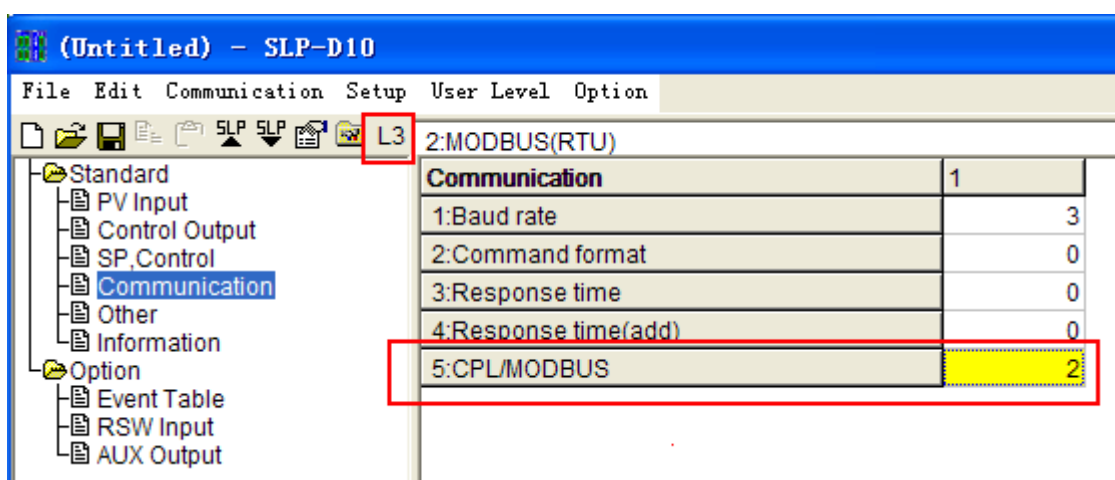 (Untitled) - SLP-D10
File Edit Communication Setup User Level Option
SLP SLP L3 2:MODBUS(RTU)
Standard
PV Input
Control Output
SP,Control
Communication
Other
Information
Option
Event Table
RSW Input
AUX Output
Communication 1
1:Baud rate 3
2:Command format 0
3:Response time 0
4:Response time(add) 0
5:CPL/MODBUS 2